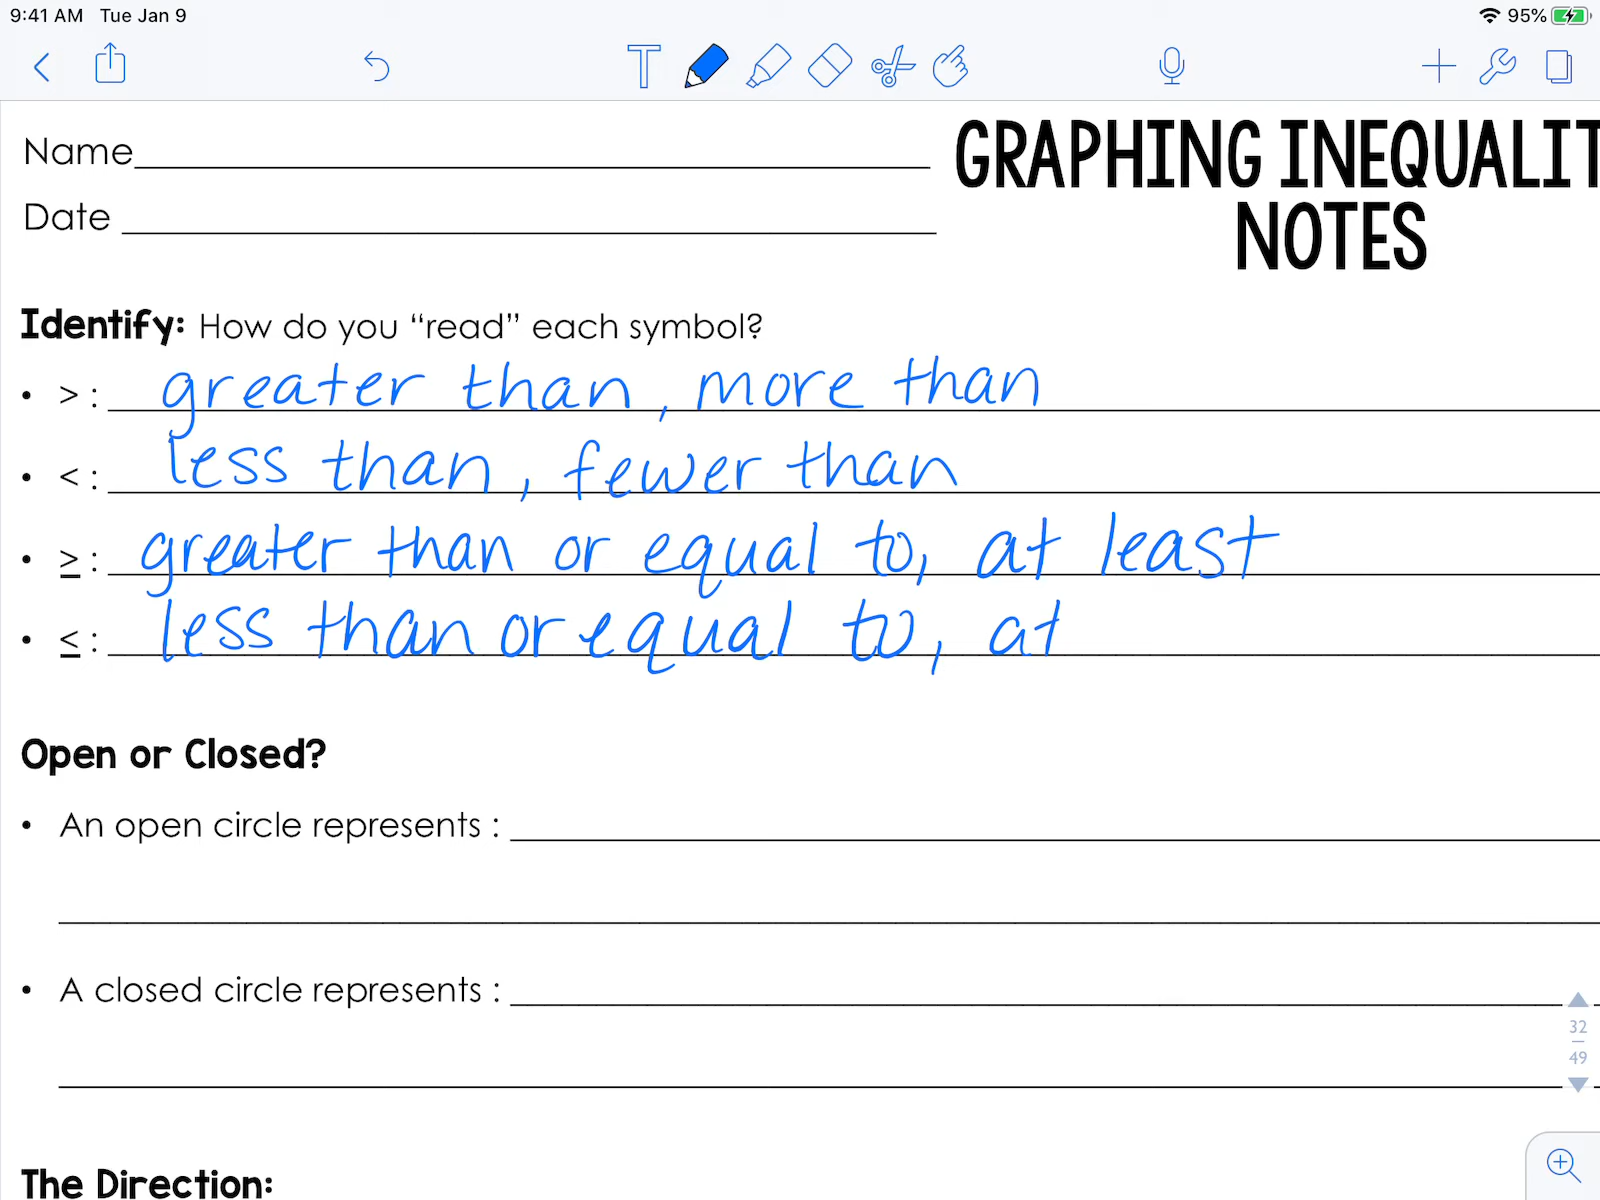 9:41 AM Tue Jan 9 95%
Name
Date
GRAPHING INEQUALIT
NOTES
Identify: How do you “read” each symbol?
• > : greater than, more than
• < : less than, fewer than
• ≥ : greater than or equal to, at least
• ≤ : less than or equal to, at
Open or Closed?
• An open circle represents :
• A closed circle represents :
32
49
The Direction: